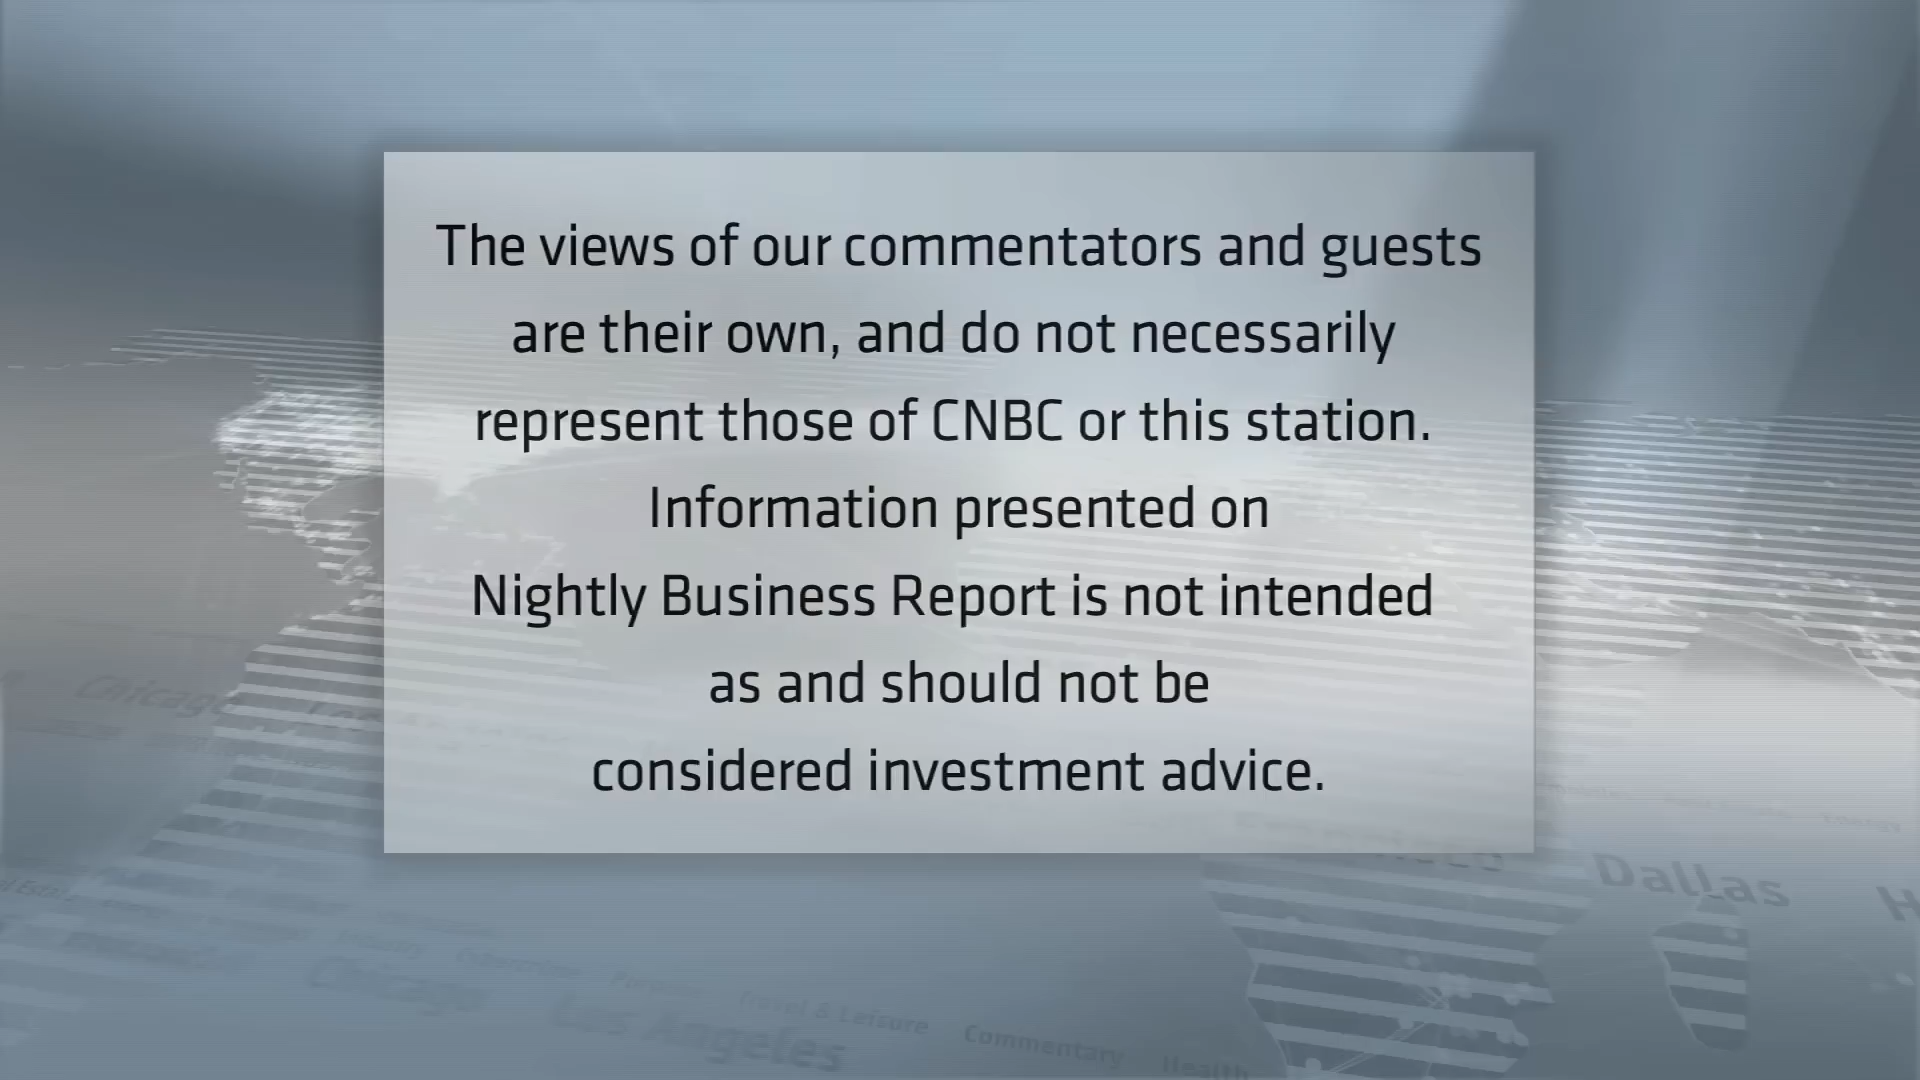 The views of our commentators and guests
are their own, and do not necessarily
represent those of CNBC or this station.
Information presented on
Nightly Business Report is not intended
as and should not be
considered investment advice.
Chicago
Dallas
Chicago
Los Angeles
Travel & Leisure
Commentary
Health